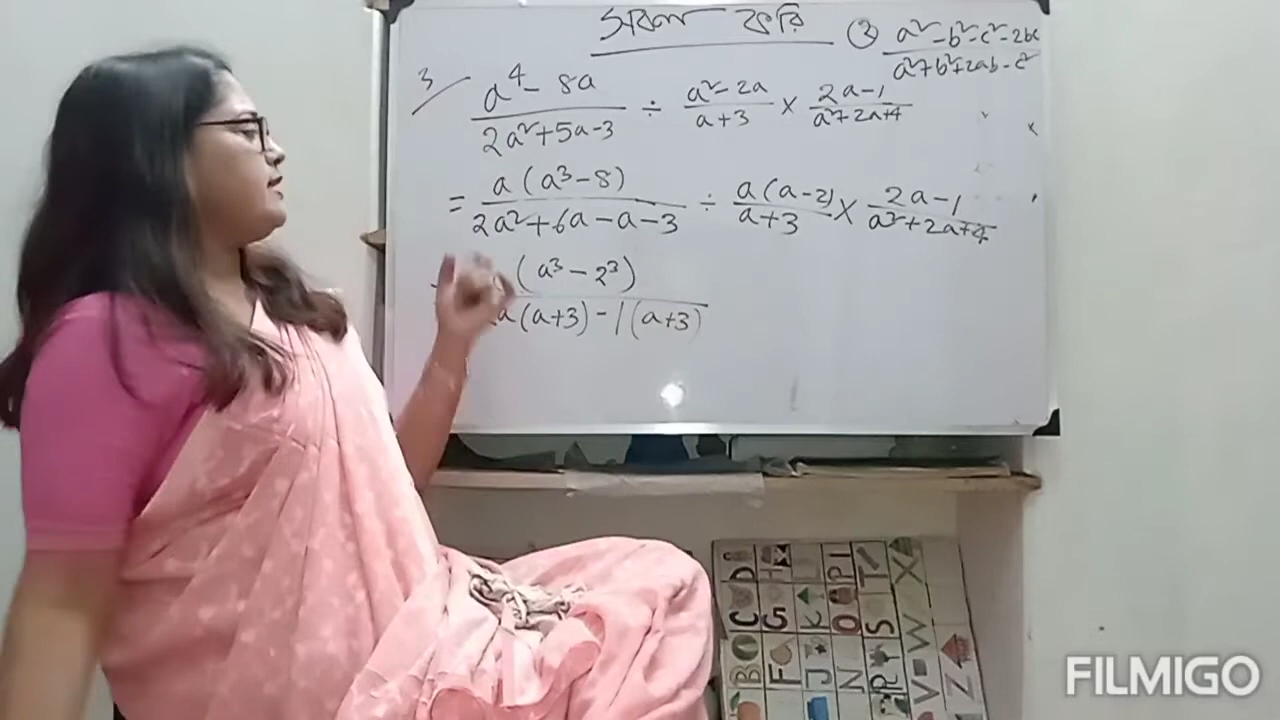 সরল করি
③ a² - b² - c² - 2bc / a² + b² + 2ab - c²
3 a⁴ - 8a / 2a² + 5a - 3 ÷ a² - 2a / a + 3 × 2a - 1 / a² + 2a + 4
= a (a³ - 8) / 2a² + 6a - a - 3 ÷ a (a - 2) / a + 3 × 2a - 1 / a² + 2a + 4
(a³ - 2³) / a (a + 3) - 1 (a + 3)
B C D
F G H
J K L
N O P
R S T
V W X
Z
FILMIGO